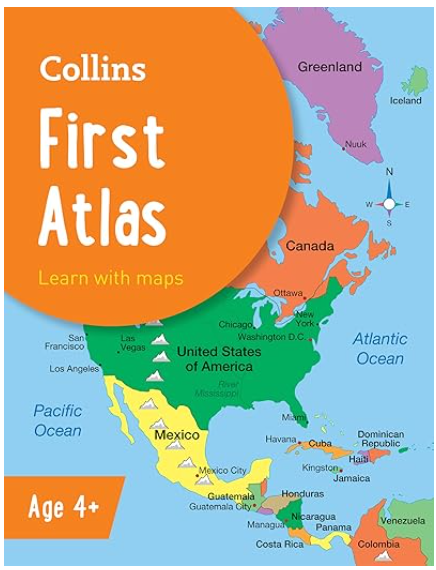 Collins
First
Atlas
Learn with maps
Greenland
Iceland
Nuuk
N
W
E
S
Canada
Ottawa
Chicago
New
York
Washington D.C.
San
Francisco
Las
Vegas
United States
of America
Los Angeles
River
Mississippi
Atlantic
Ocean
Pacific
Ocean
Mexico
Mexico City
Miami
Havana
Cuba
Dominican
Republic
Haiti
Kingston
Jamaica
Guatemala
Guatemala City
Honduras
Nicaragua
Managua
Panama
Costa Rica
Venezuela
Colombia
Age 4+